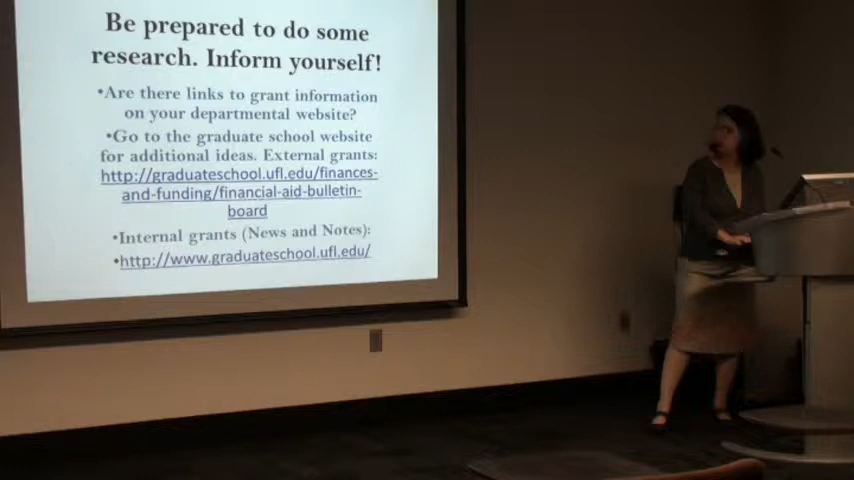 Be prepared to do some
research. Inform yourself!
•Are there links to grant information
on your departmental website?
•Go to the graduate school website
for additional ideas. External grants:
http://graduateschool.ufl.edu/finances-
and-funding/financial-aid-bulletin-
board
•Internal grants (News and Notes):
•http://www.graduateschool.ufl.edu/